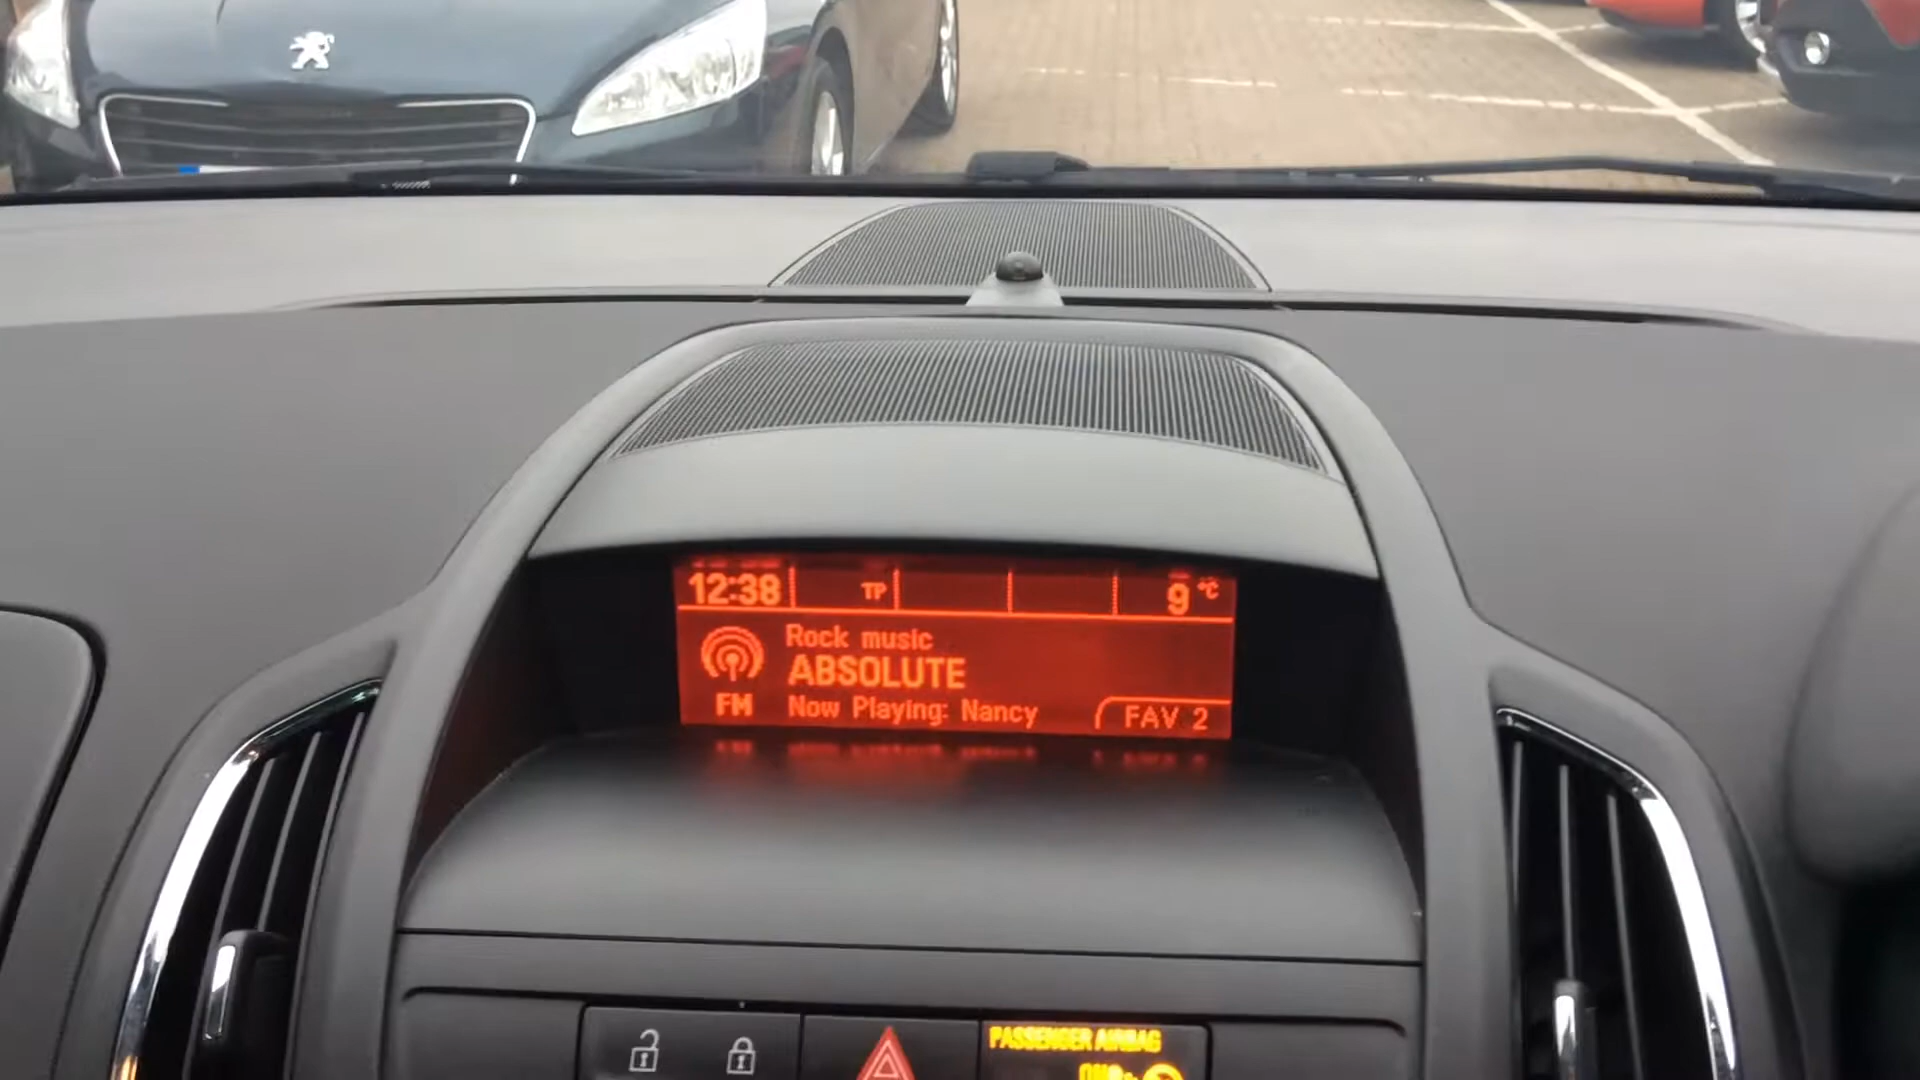 12:38 TP 9 °C
Rock music
ABSOLUTE
FM Now Playing: Nancy FAV 2
PASSENGER AIRBAG